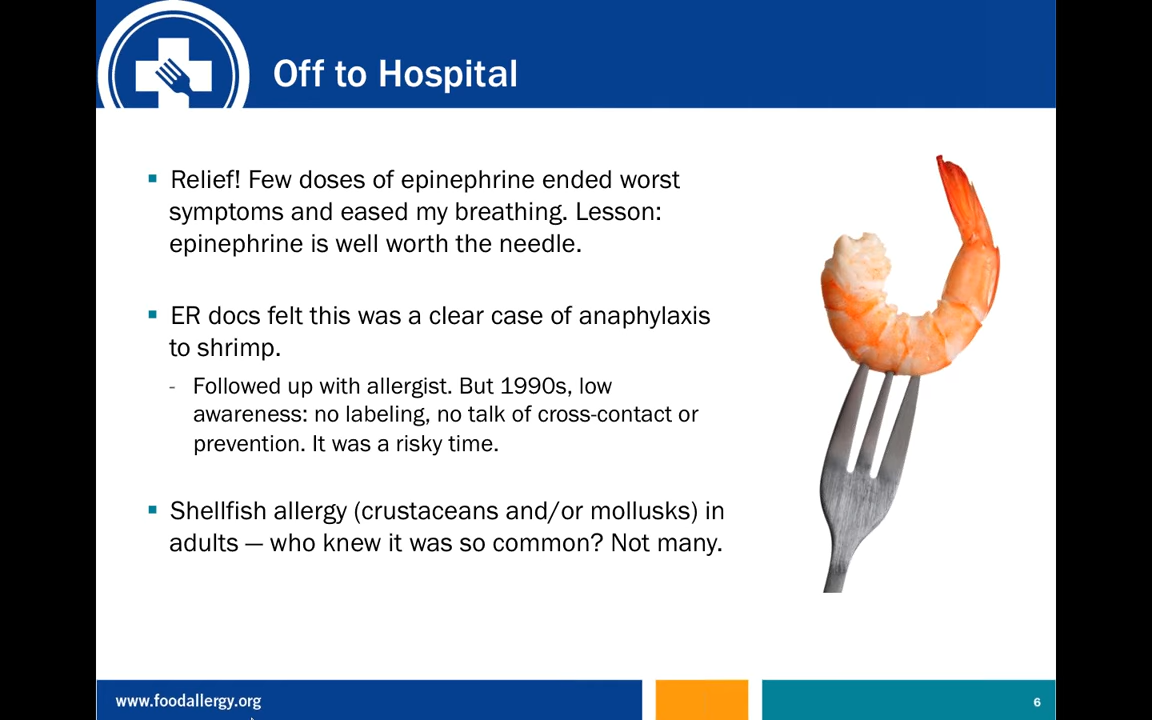 Off to Hospital
▪ Relief! Few doses of epinephrine ended worst
symptoms and eased my breathing. Lesson:
epinephrine is well worth the needle.
▪ ER docs felt this was a clear case of anaphylaxis
to shrimp.
- Followed up with allergist. But 1990s, low
awareness: no labeling, no talk of cross-contact or
prevention. It was a risky time.
▪ Shellfish allergy (crustaceans and/or mollusks) in
adults — who knew it was so common? Not many.
www.foodallergy.org
6